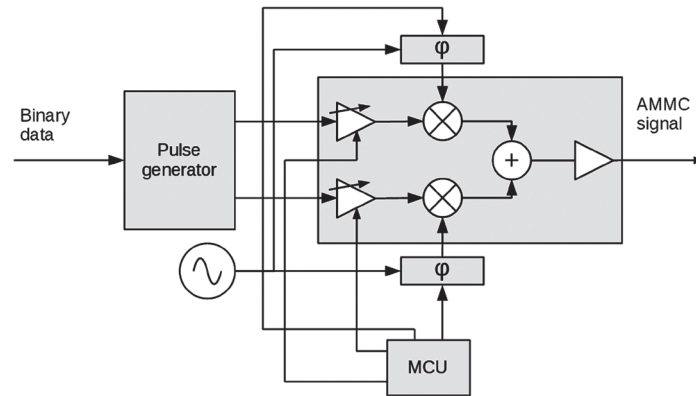 φ
Binary
data
Pulse
generator
AMMC
signal
+
φ
MCU